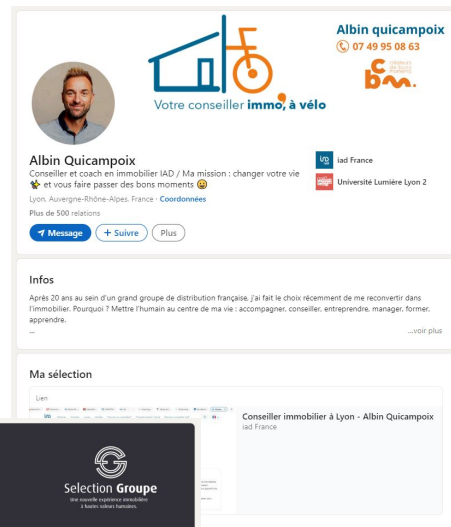 Albin quicampoix
07 49 95 08 63
créateurs
de bons
moments
cbm.
Votre conseiller immo, à vélo
Albin Quicampoix
Conseiller et coach en immobilier IAD / Ma mission : changer votre vie
et vous faire passer des bons moments
iad France
Université Lumière Lyon 2
Lyon, Auvergne-Rhône-Alpes, France · Coordonnées
Plus de 500 relations
Message
+ Suivre
Plus
Infos
Après 20 ans au sein d'un grand groupe de distribution française, j'ai fait le choix récemment de me reconvertir dans
l'immobilier. Pourquoi ? Mettre l'humain au centre de ma vie : accompagner, conseiller, entreprendre, manager, former,
apprendre.
...
...voir plus
Ma sélection
Lien
Conseiller immobilier à Lyon - Albin Quicampoix
iad France
Selection Groupe
Une nouvelle expérience immobilière
à hautes valeurs humaines.